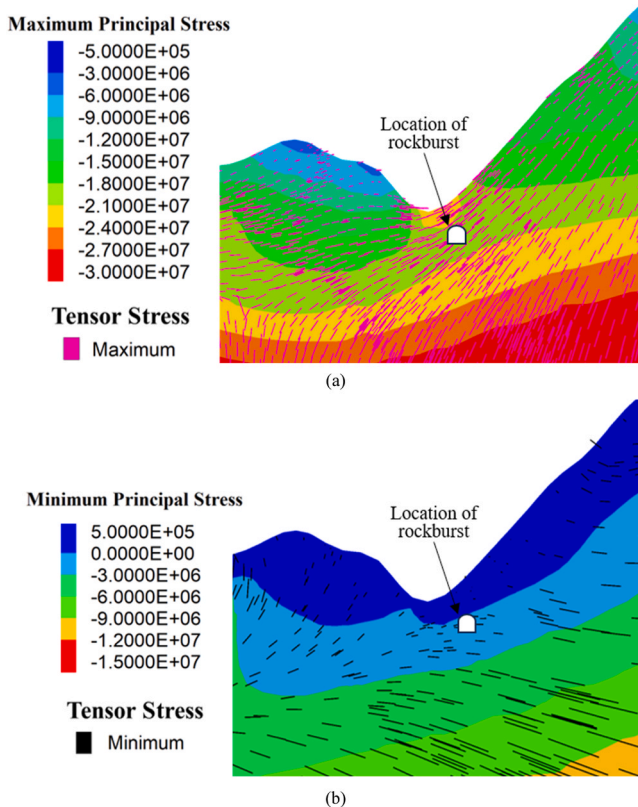 Maximum Principal Stress
-5.0000E+05
-3.0000E+06
-6.0000E+06
-9.0000E+06
-1.2000E+07
-1.5000E+07
-1.8000E+07
-2.1000E+07
-2.4000E+07
-2.7000E+07
-3.0000E+07
Tensor Stress
Maximum
Location of
rockburst
(a)
Minimum Principal Stress
5.0000E+05
0.0000E+00
-3.0000E+06
-6.0000E+06
-9.0000E+06
-1.2000E+07
-1.5000E+07
Tensor Stress
Minimum
Location of
rockburst
(b)